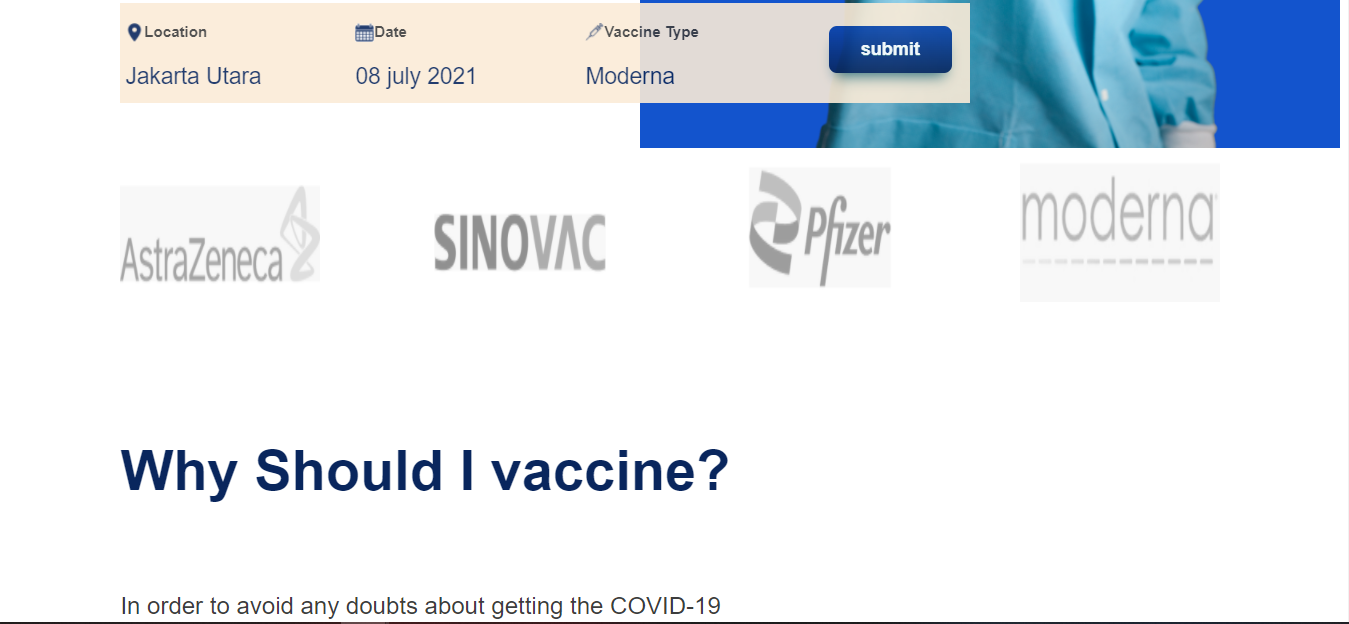 Location Date Vaccine Type
submit
Jakarta Utara 08 july 2021 Moderna
AstraZeneca SINOVAC Pfizer moderna
Why Should I vaccine?
In order to avoid any doubts about getting the COVID-19